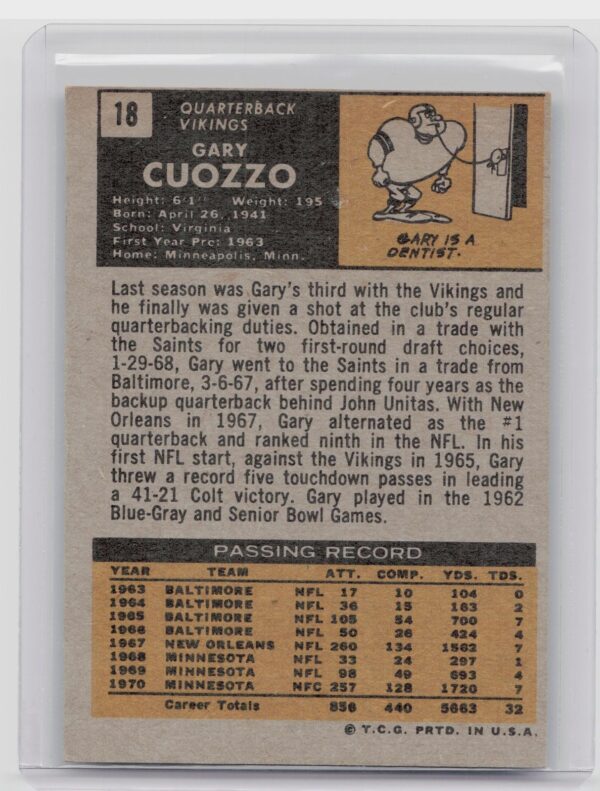 18
QUARTERBACK
VIKINGS
GARY
CUOZZO
Height: 6'1" Weight: 195
Born: April 26, 1941
School: Virginia
First Year Pro: 1963
Home: Minneapolis, Minn.
GARY IS A
DENTIST.
Last season was Gary's third with the Vikings and
he finally was given a shot at the club's regular
quarterbacking duties. Obtained in a trade with
the Saints for two first-round draft choices,
1-29-68, Gary went to the Saints in a trade from
Baltimore, 3-6-67, after spending four years as the
backup quarterback behind John Unitas. With New
Orleans in 1967, Gary alternated as the #1
quarterback and ranked ninth in the NFL. In his
first NFL start, against the Vikings in 1965, Gary
threw a record five touchdown passes in leading
a 41-21 Colt victory. Gary played in the 1962
Blue-Gray and Senior Bowl Games.
PASSING RECORD
YEAR TEAM ATT. COMP. YDS. TDS.
1963 BALTIMORE NFL 17 10 104 0
1964 BALTIMORE NFL 36 15 163 2
1965 BALTIMORE NFL 105 54 700 7
1966 BALTIMORE NFL 50 26 424 4
1967 NEW ORLEANS NFL 260 134 1562 7
1968 MINNESOTA NFL 33 24 297 1
1969 MINNESOTA NFL 98 49 693 4
1970 MINNESOTA NFC 257 128 1720 7
Career Totals 856 440 5663 32
© T.C.G. PRTD. IN U.S.A.